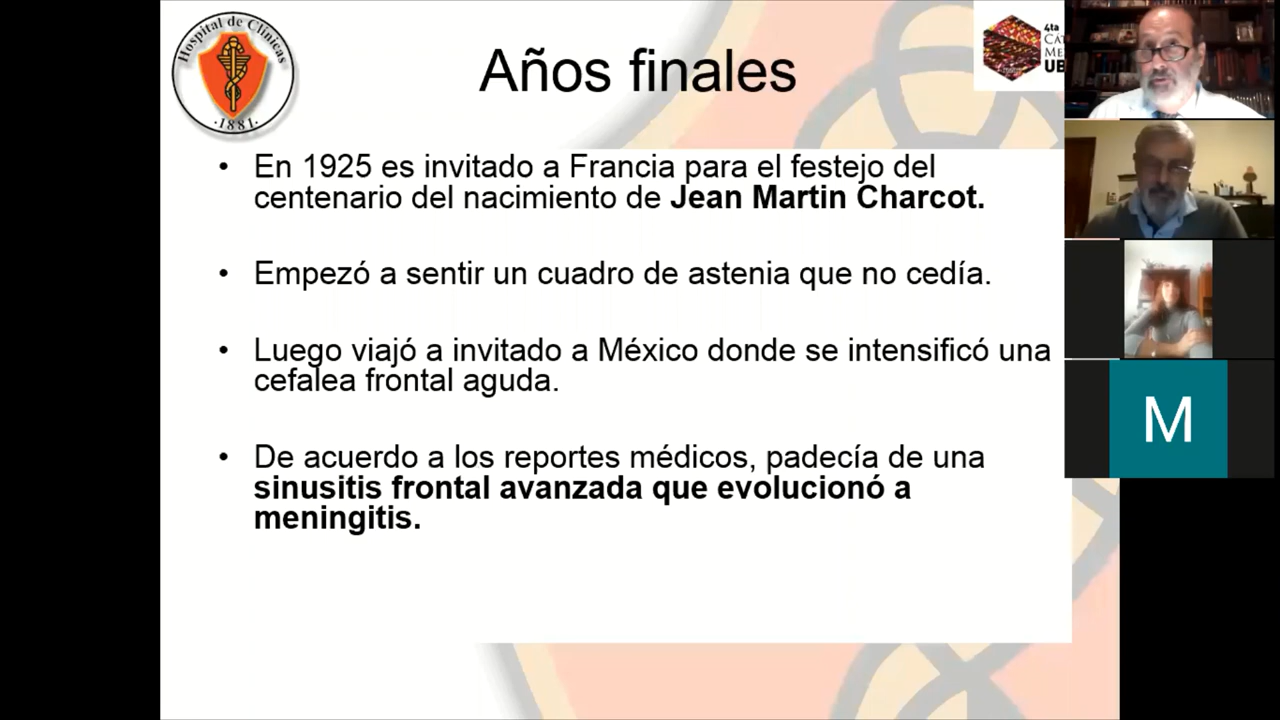 Hospital de Clínicas
·1881·
Años finales
4ta
UB
• En 1925 es invitado a Francia para el festejo del
centenario del nacimiento de Jean Martin Charcot.
• Empezó a sentir un cuadro de astenia que no cedía.
• Luego viajó a invitado a México donde se intensificó una
cefalea frontal aguda.
• De acuerdo a los reportes médicos, padecía de una
sinusitis frontal avanzada que evolucionó a
meningitis.
M